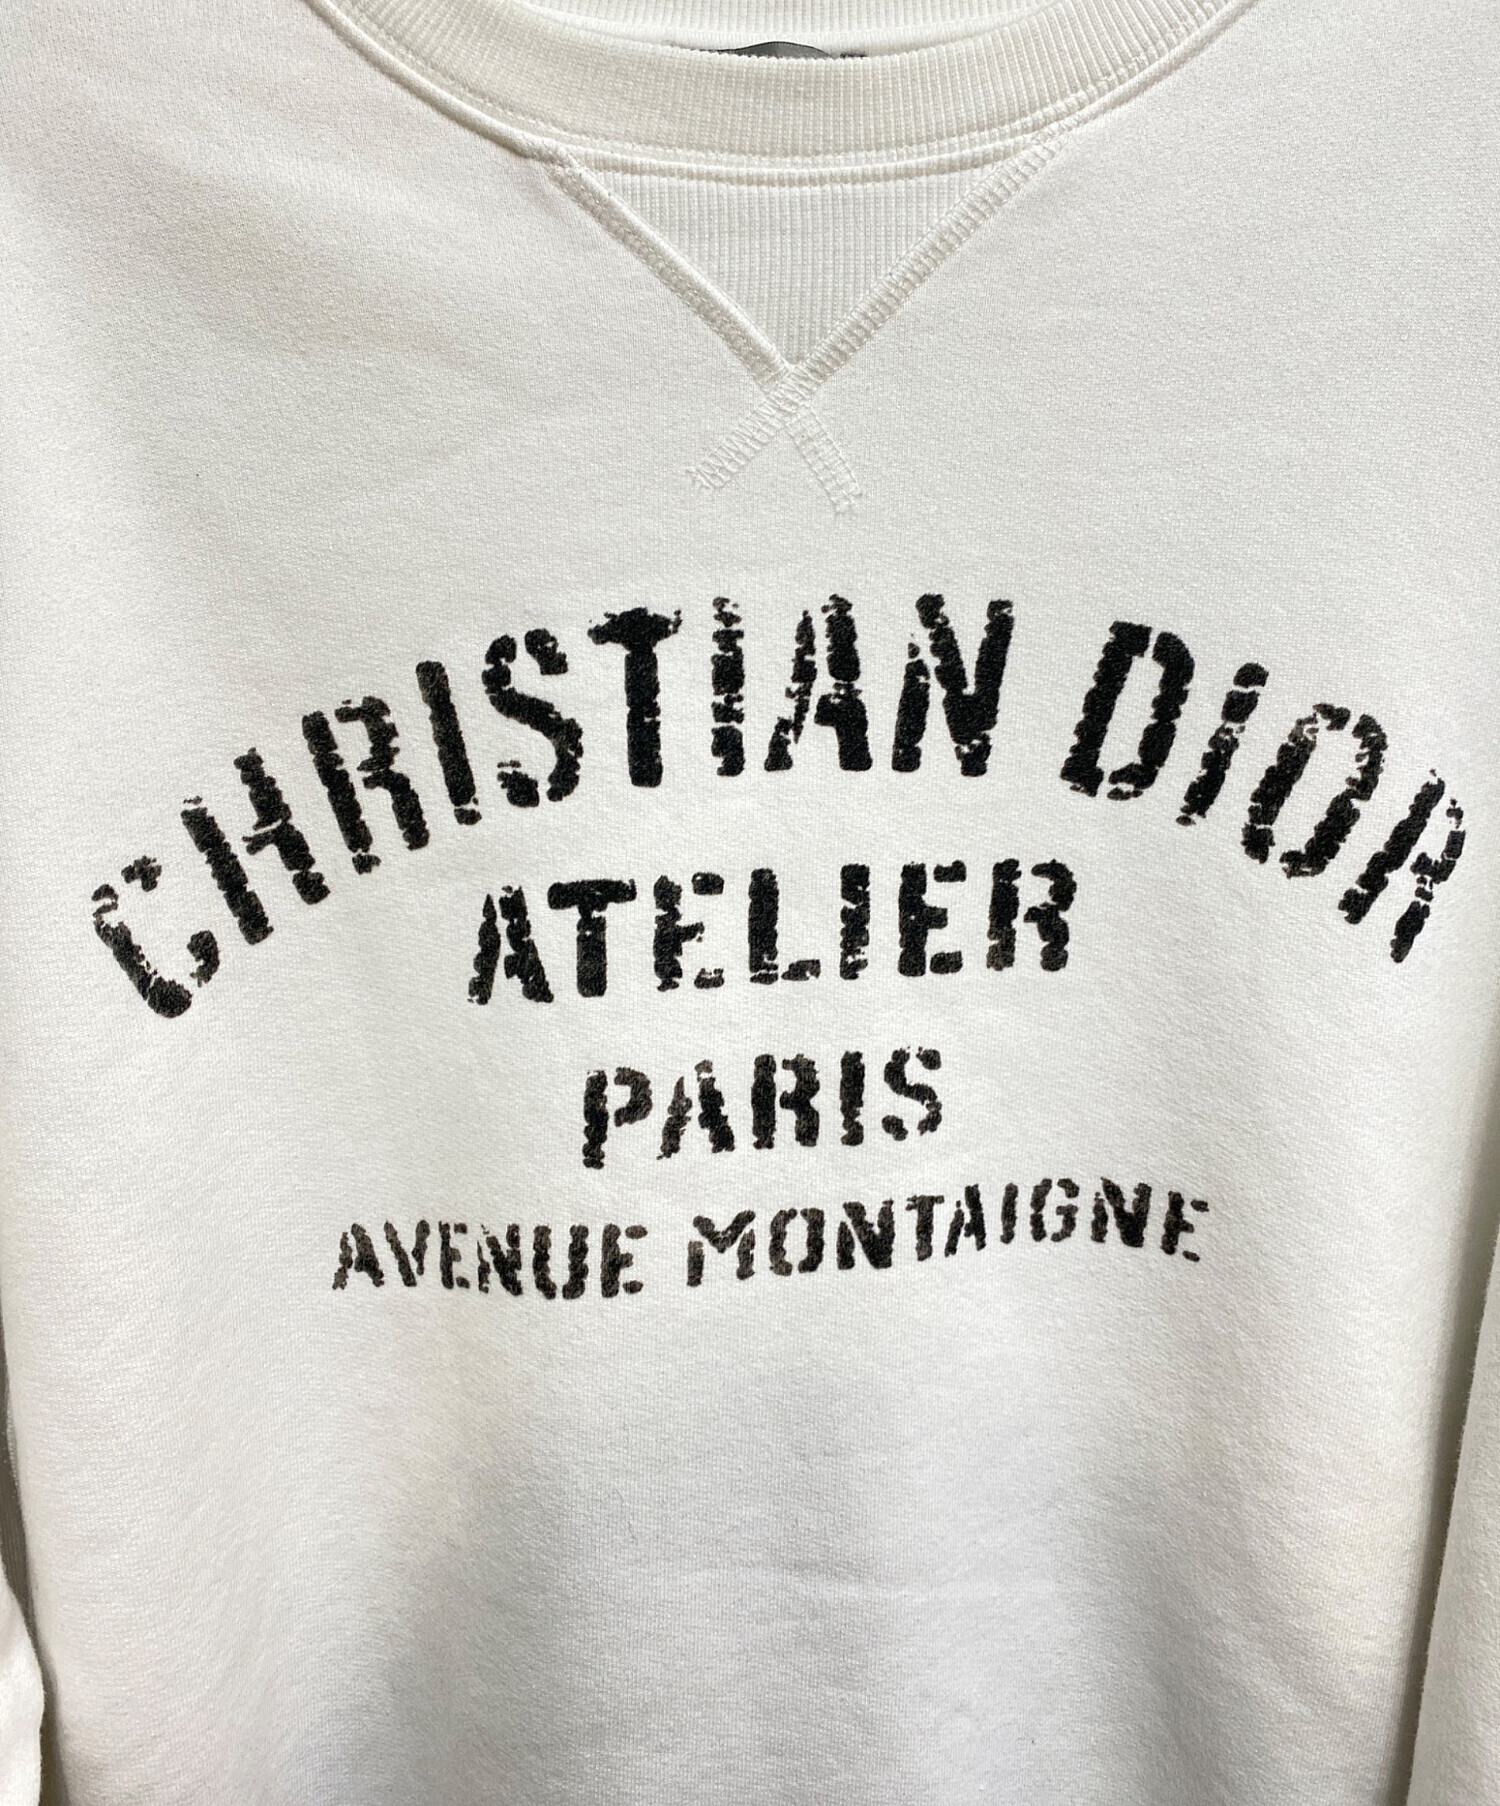 CHRISTIAN DIOR
ATELIER
PARIS
AVENUE MONTAIGNE